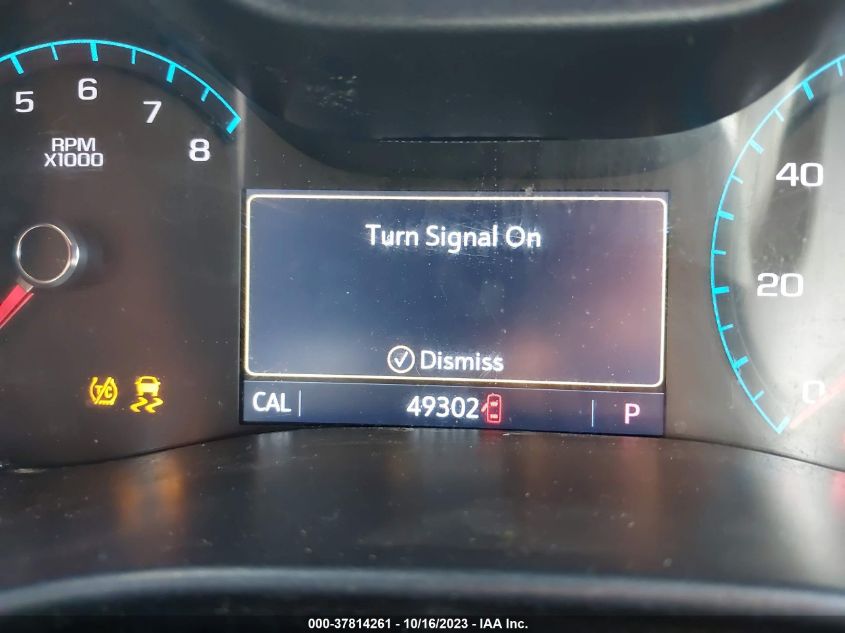 5 6 7 8
RPM
X1000
40
20
0
Turn Signal On
Dismiss
CAL 49302 P
TC
000-37814261 - 10/16/2023 - IAA Inc.